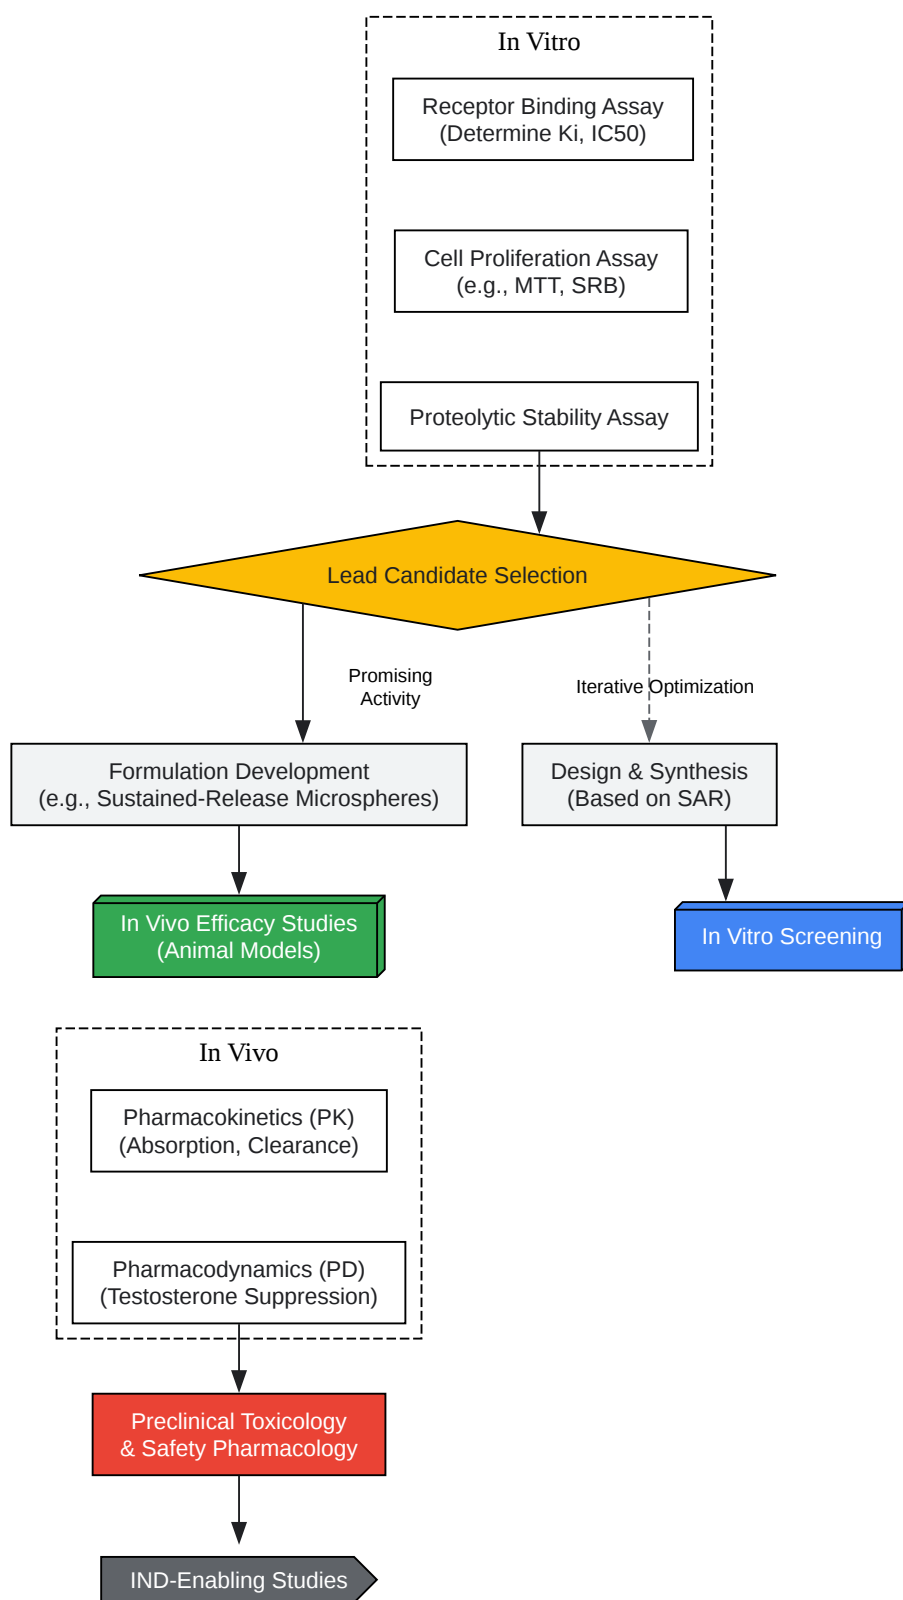 In Vitro
Receptor Binding Assay
(Determine Ki, IC50)
Cell Proliferation Assay
(e.g., MTT, SRB)
Proteolytic Stability Assay
Lead Candidate Selection
Promising
Activity
Iterative Optimization
Formulation Development
(e.g., Sustained-Release Microspheres)
Design & Synthesis
(Based on SAR)
In Vivo Efficacy Studies
(Animal Models)
In Vitro Screening
In Vivo
Pharmacokinetics (PK)
(Absorption, Clearance)
Pharmacodynamics (PD)
(Testosterone Suppression)
Preclinical Toxicology
& Safety Pharmacology
IND-Enabling Studies